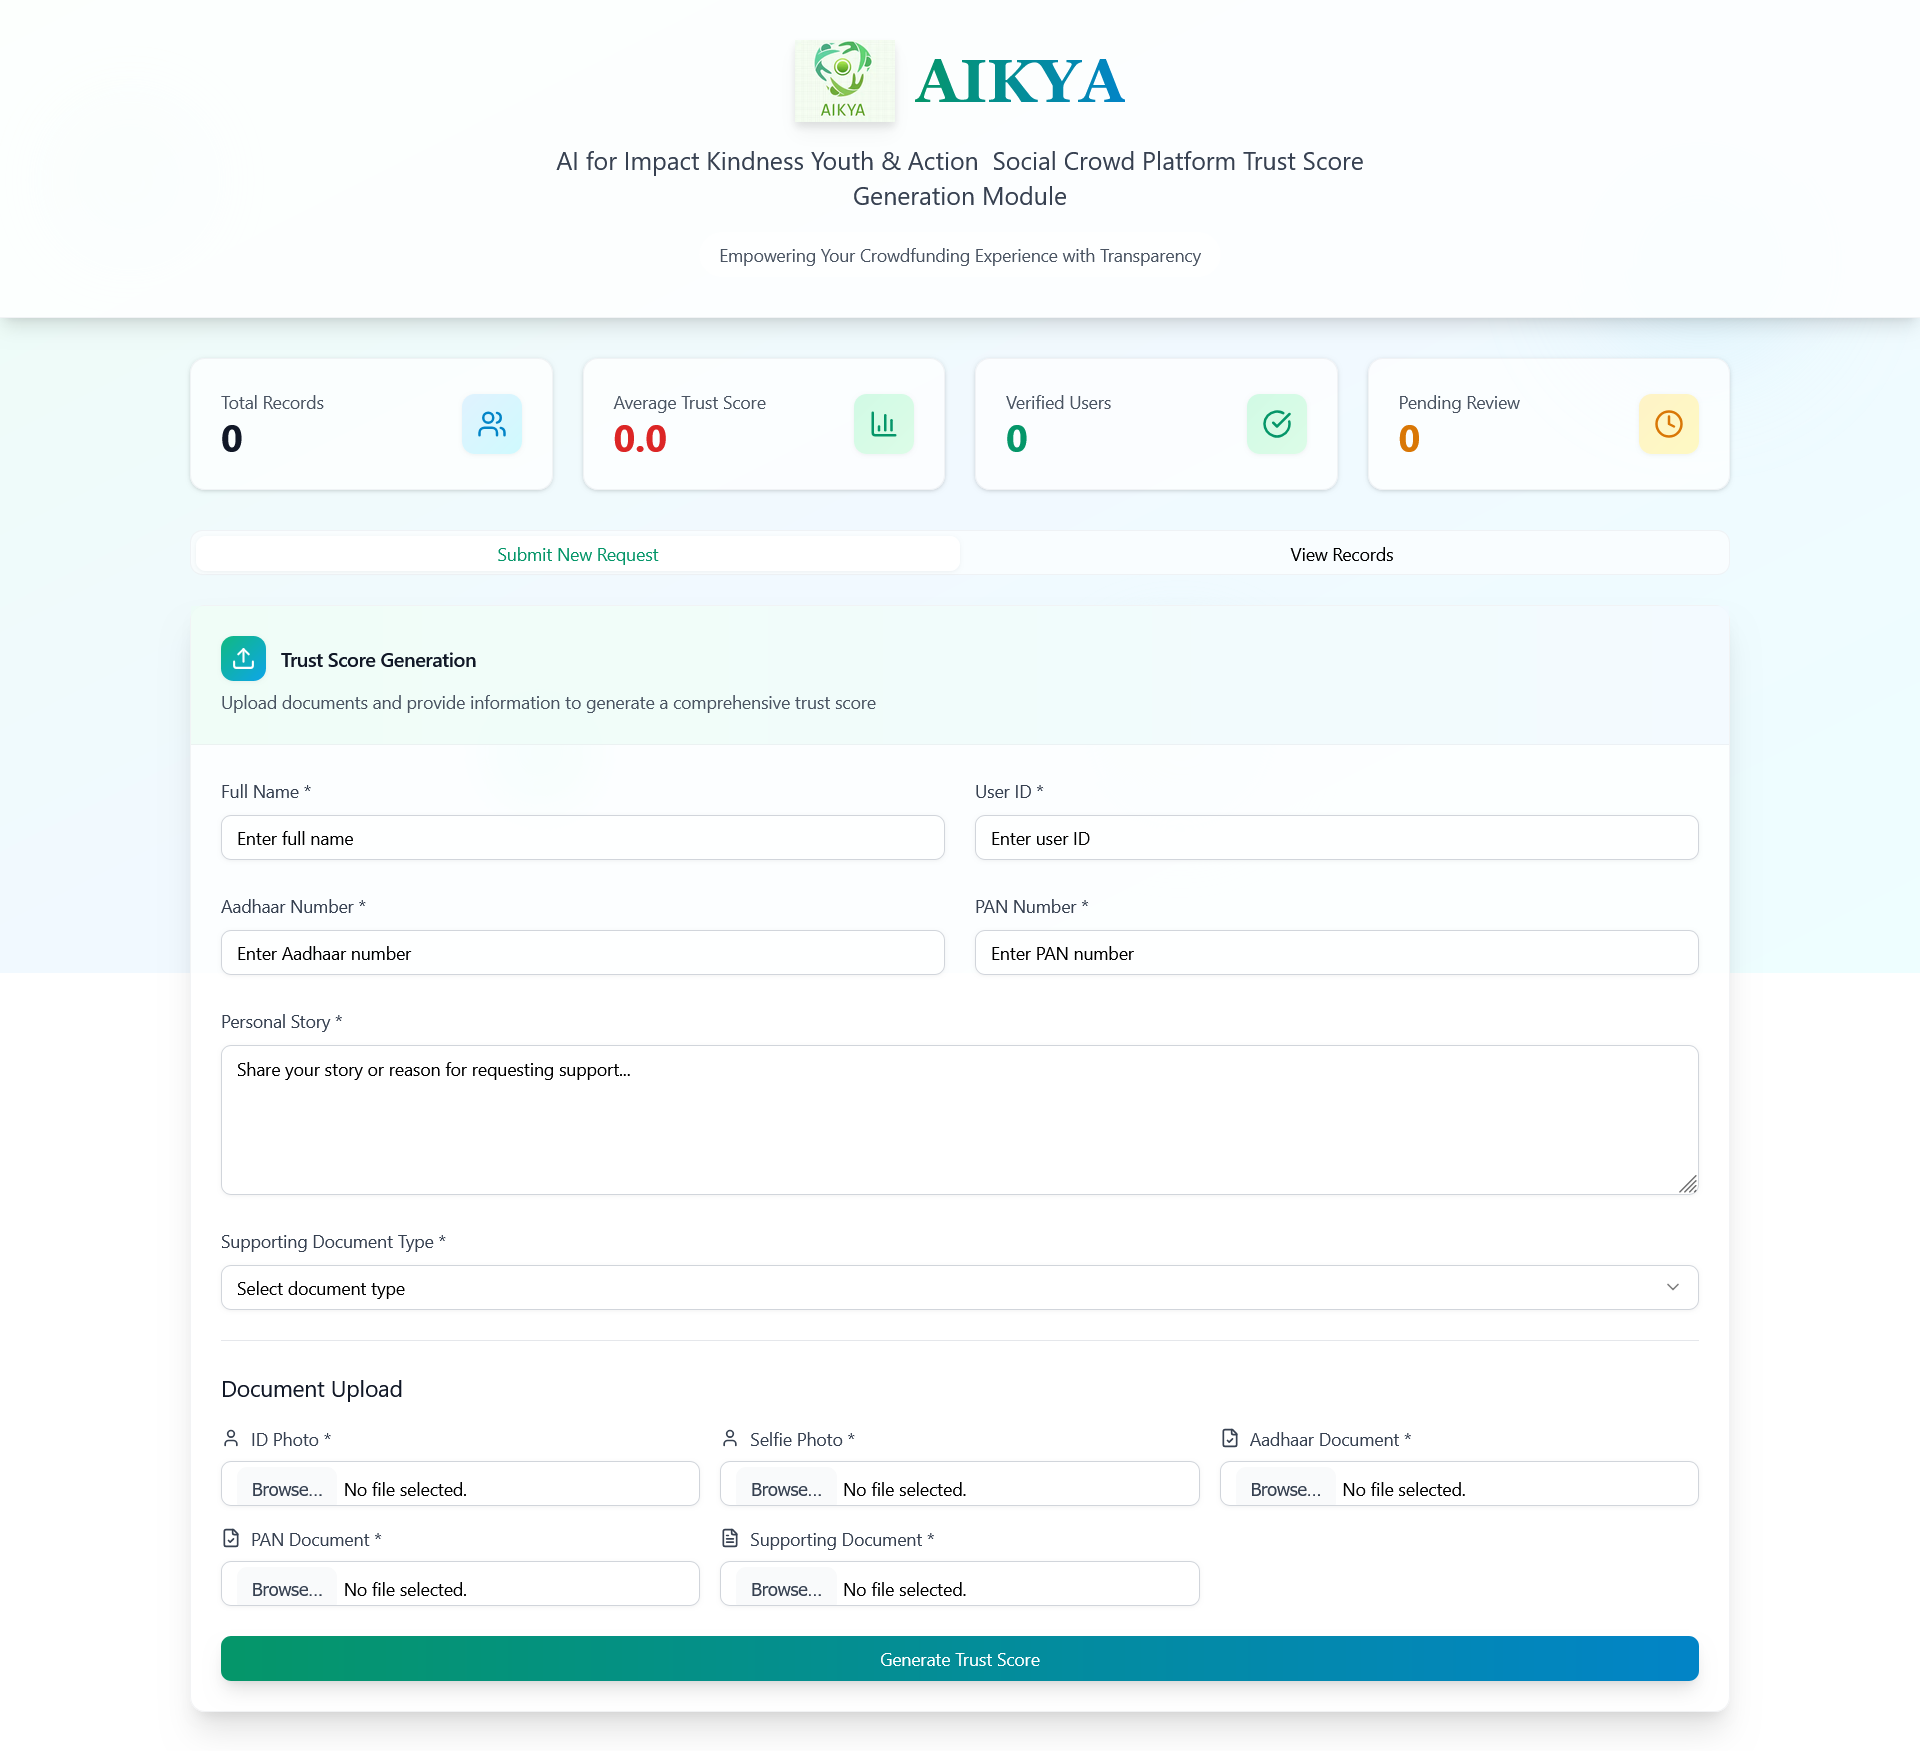 AIKYA
AIKYA
AI for Impact Kindness Youth & Action  Social Crowd Platform Trust Score
Generation Module
Empowering Your Crowdfunding Experience with Transparency
Total Records
0
Average Trust Score
0.0
Verified Users
0
Pending Review
0
Submit New Request
View Records
Trust Score Generation
Upload documents and provide information to generate a comprehensive trust score
Full Name *
Enter full name
User ID *
Enter user ID
Aadhaar Number *
Enter Aadhaar number
PAN Number *
Enter PAN number
Personal Story *
Share your story or reason for requesting support...
Supporting Document Type *
Select document type
Document Upload
ID Photo *
Browse... No file selected.
Selfie Photo *
Browse... No file selected.
Aadhaar Document *
Browse... No file selected.
PAN Document *
Browse... No file selected.
Supporting Document *
Browse... No file selected.
Generate Trust Score